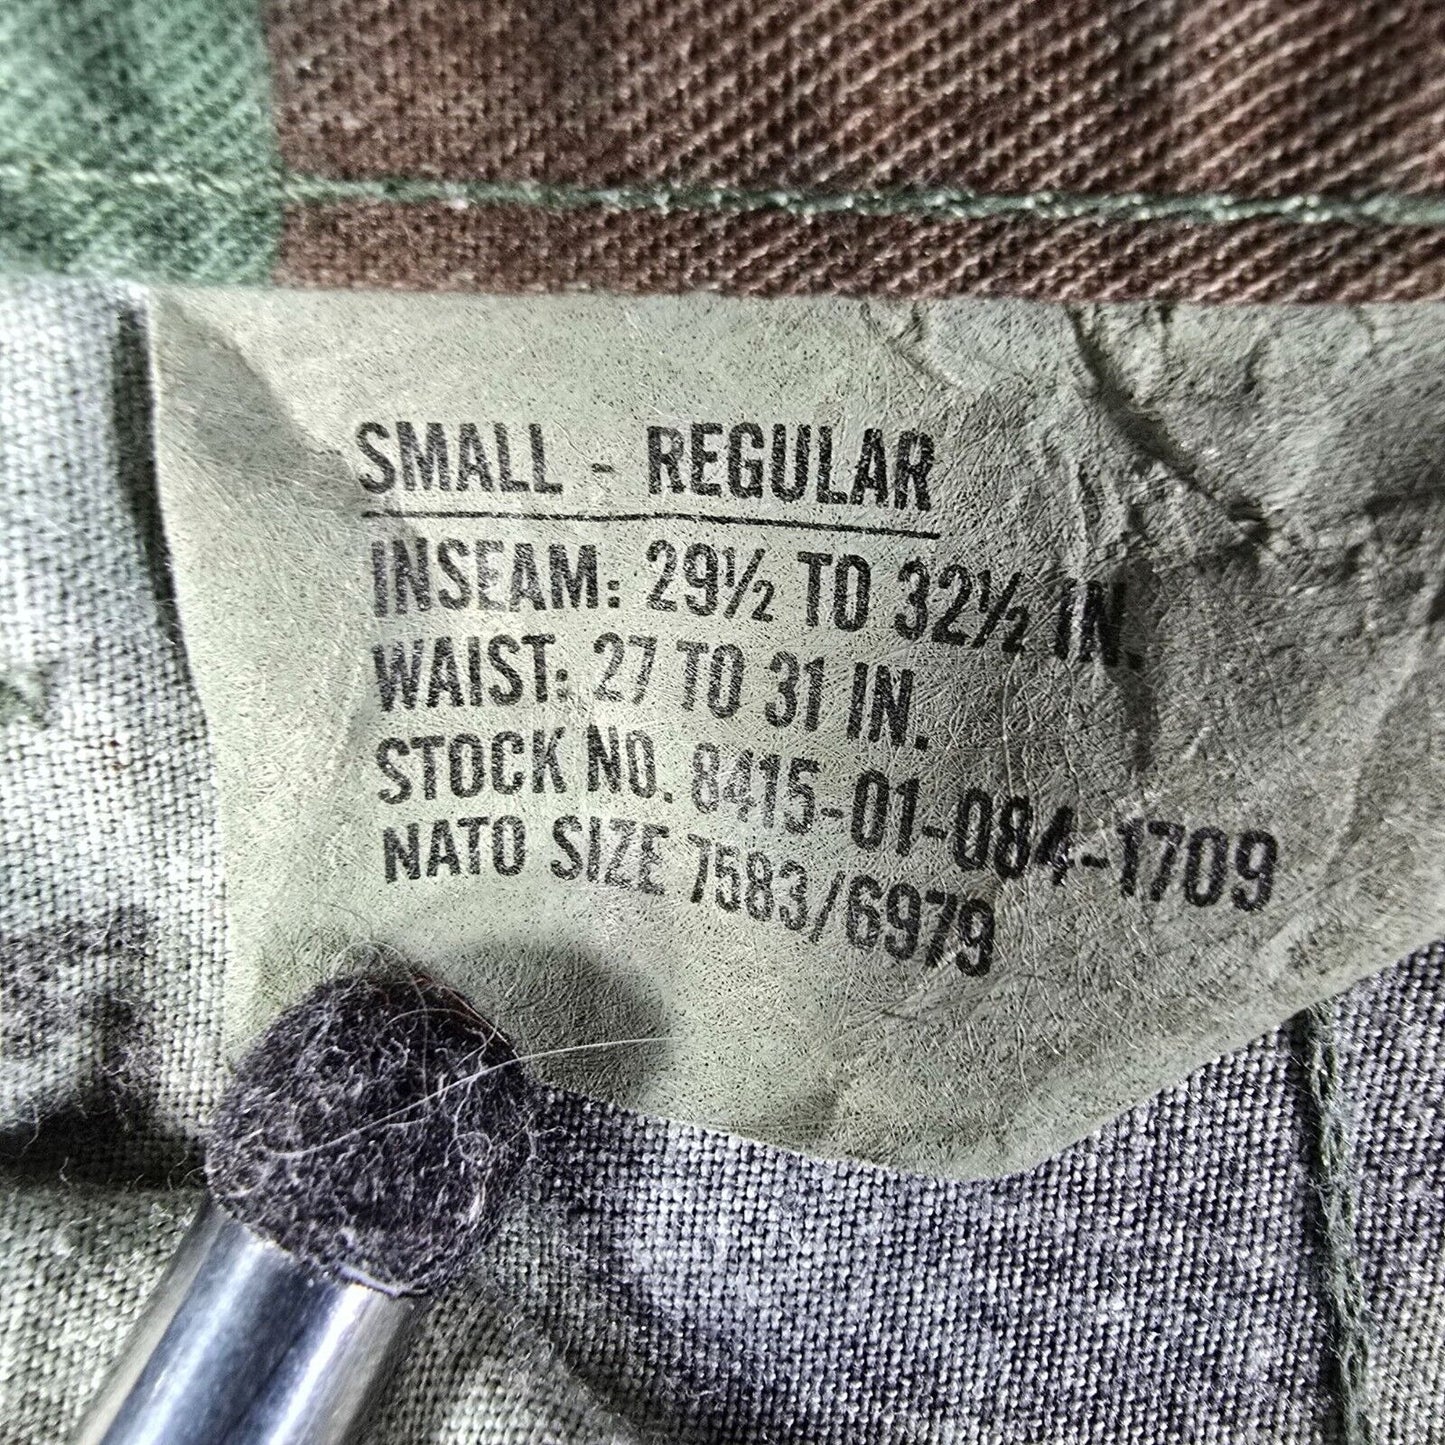 SMALL - REGULAR
INSEAM: 29½ TO 32½ IN.
WAIST: 27 TO 31 IN.
STOCK NO. 8415-01-084-1709
NATO SIZE 7583/6979